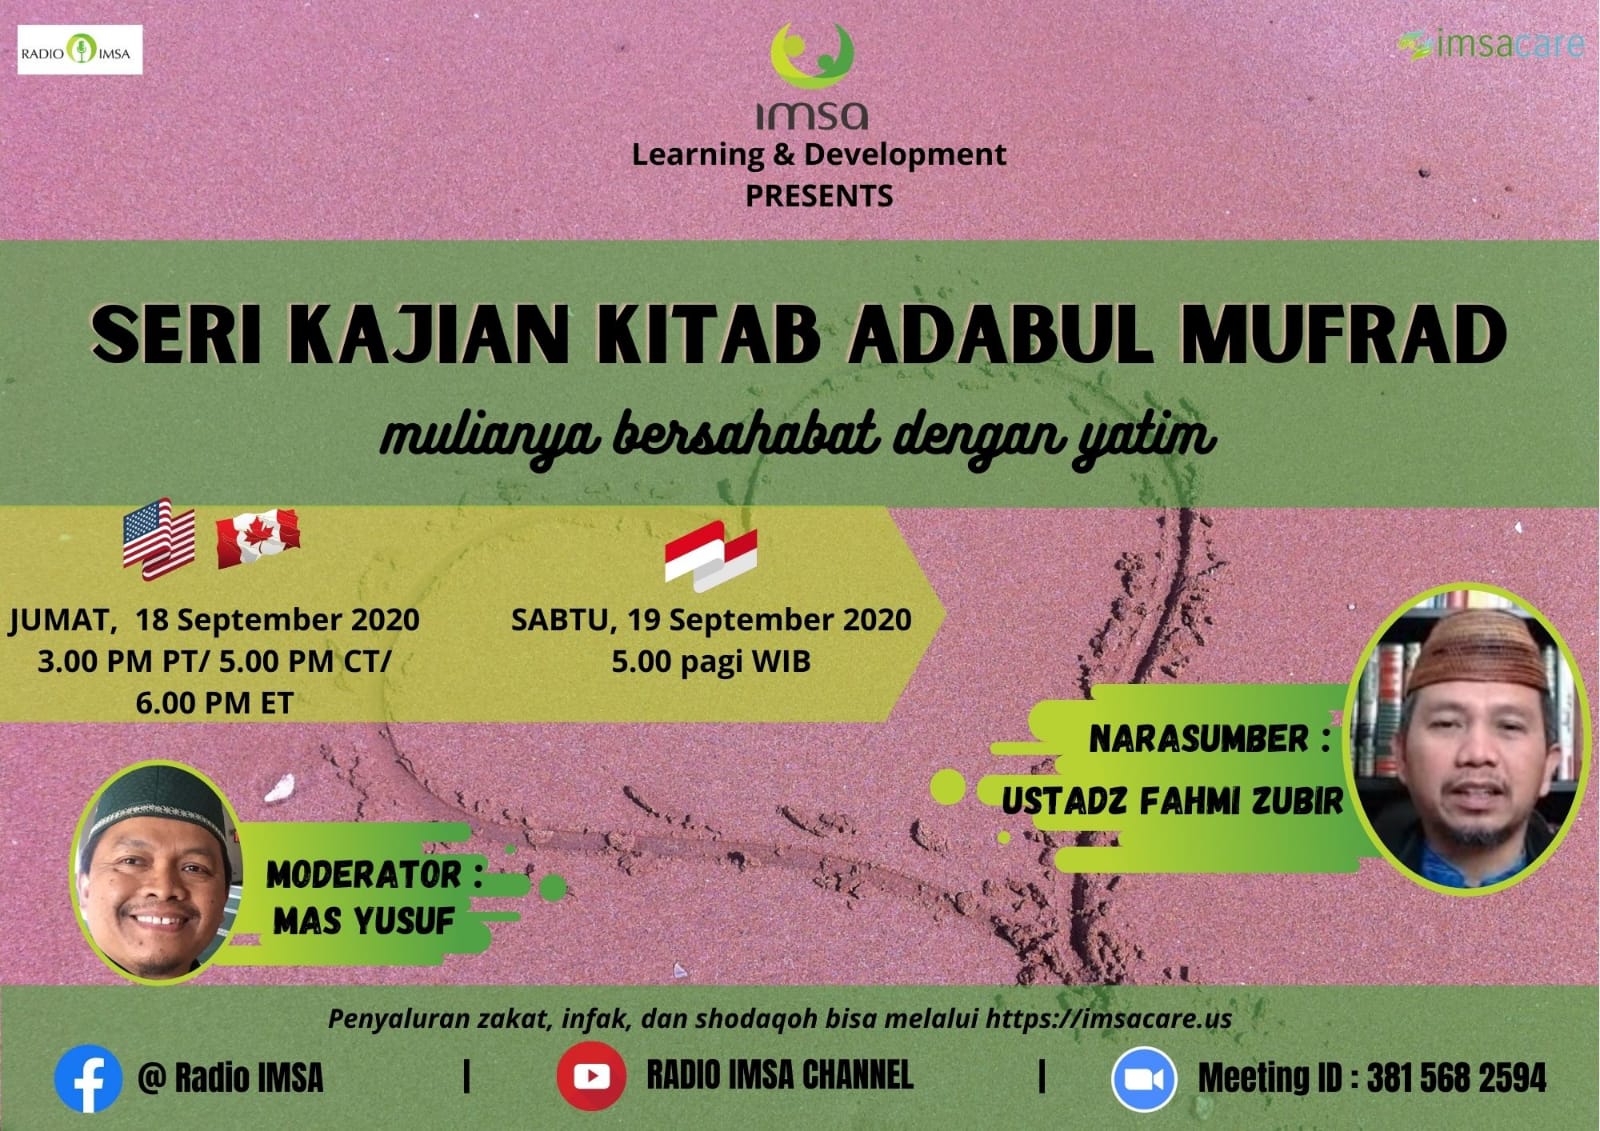 RADIO IMSA
imsacare
imsa
Learning & Development
PRESENTS
SERI KAJIAN KITAB ADABUL MUFRAD
mulianya bersahabat dengan yatim
JUMAT, 18 September 2020
3.00 PM PT/ 5.00 PM CT/
6.00 PM ET
SABTU, 19 September 2020
5.00 pagi WIB
NARASUMBER :
USTADZ FAHMI ZUBIR
MODERATOR :
MAS YUSUF
Penyaluran zakat, infak, dan shodaqoh bisa melalui https://imsacare.us
@ Radio IMSA | RADIO IMSA CHANNEL | Meeting ID : 381 568 2594